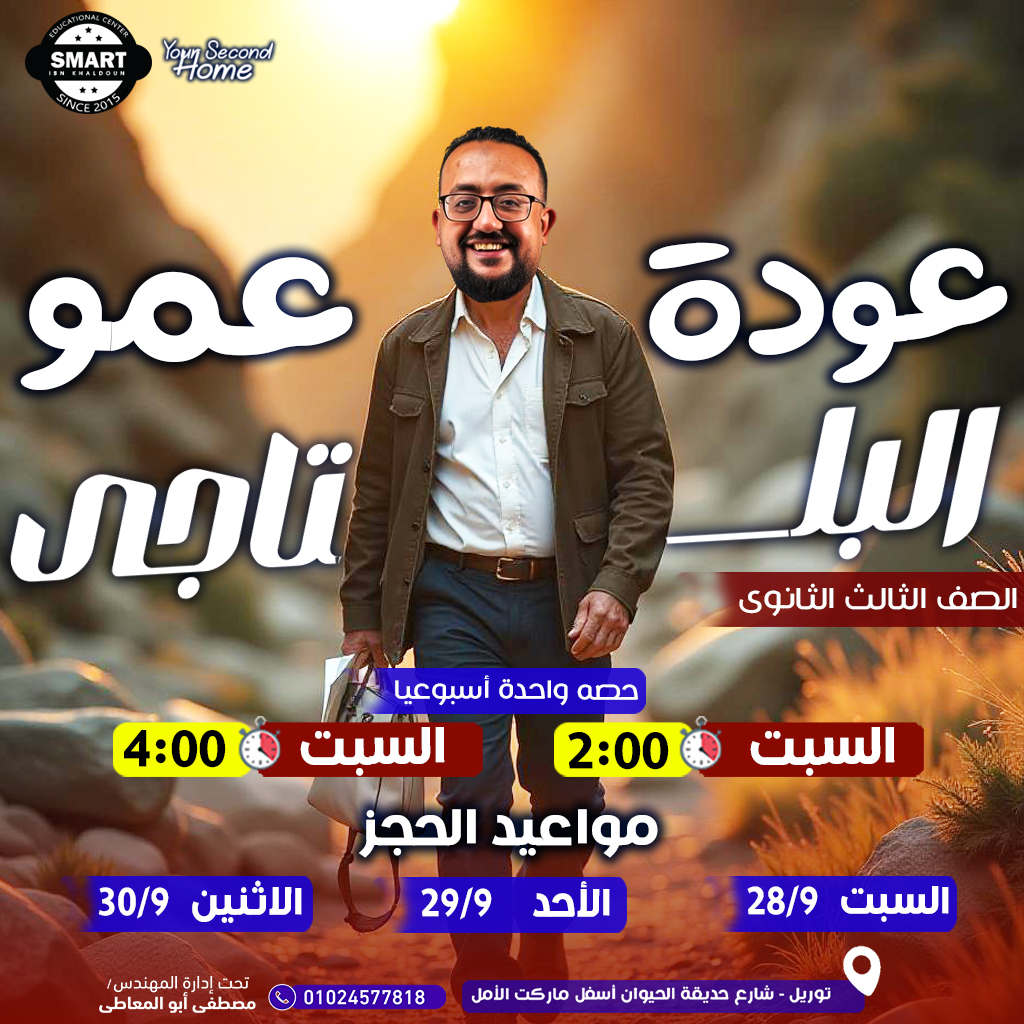 EDUCATIONAL CENTER
SMART
IBN KHALDOUN
SINCE 2015
Your Second
Home
عودة عمو
البلتاجى
الصف الثالث الثانوى
حصه واحدة أسبوعيا
السبت 2:00
السبت 4:00
مواعيد الحجز
السبت 28/9
الأحد 29/9
الاثنين 30/9
توريل - شارع حديقة الحيوان أسفل ماركت الأمل
01024577818
تحت إدارة المهندس/
مصطفى أبو المعاطى